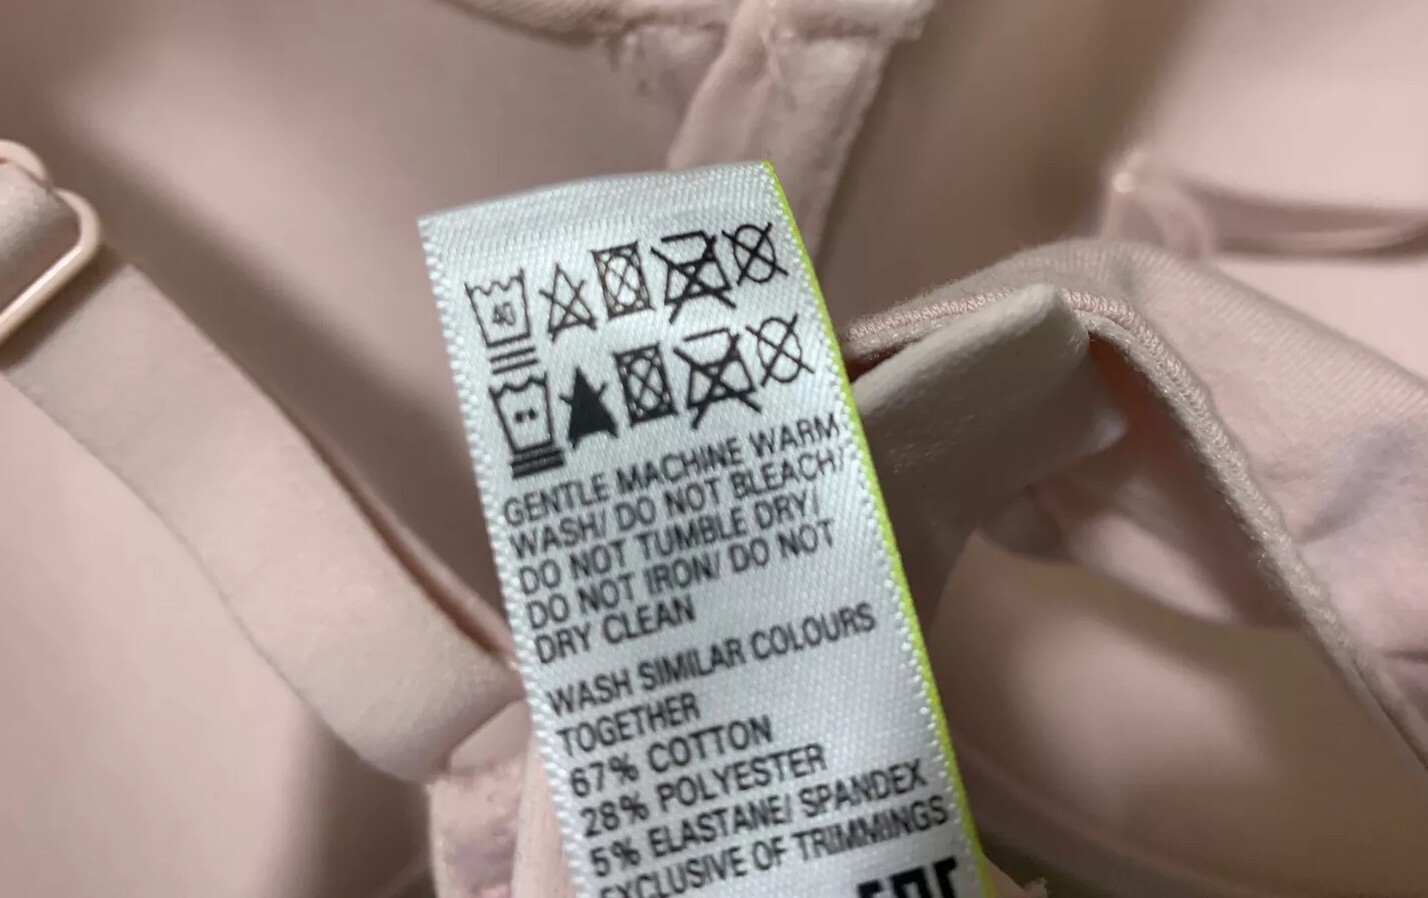 40
GENTLE MACHINE WARM
WASH/ DO NOT BLEACH/
DO NOT TUMBLE DRY/
DO NOT IRON/ DO NOT
DRY CLEAN
WASH SIMILAR COLOURS
TOGETHER
67% COTTON
28% POLYESTER
5% ELASTANE/ SPANDEX
EXCLUSIVE OF TRIMMINGS